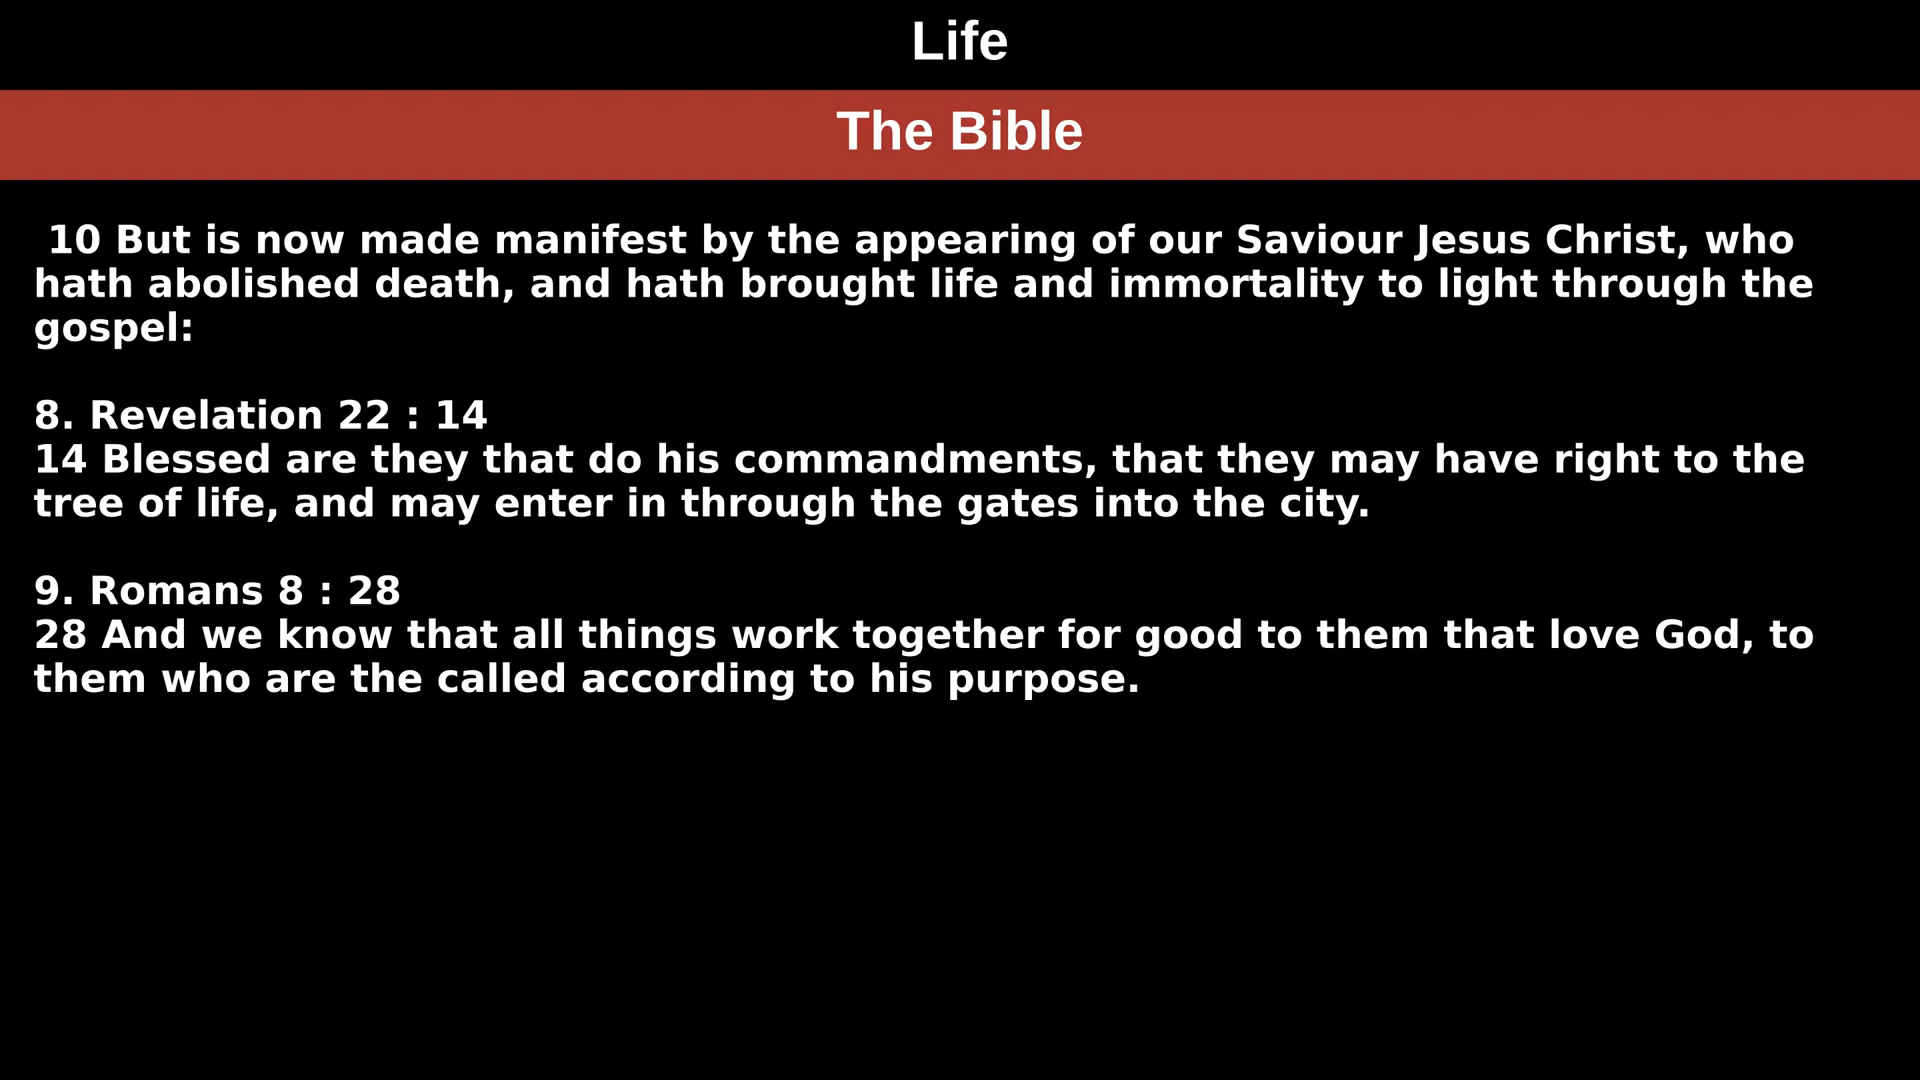 Life
The Bible
10 But is now made manifest by the appearing of our Saviour Jesus Christ, who
hath abolished death, and hath brought life and immortality to light through the
gospel:
8. Revelation 22 : 14
14 Blessed are they that do his commandments, that they may have right to the
tree of life, and may enter in through the gates into the city.
9. Romans 8 : 28
28 And we know that all things work together for good to them that love God, to
them who are the called according to his purpose.